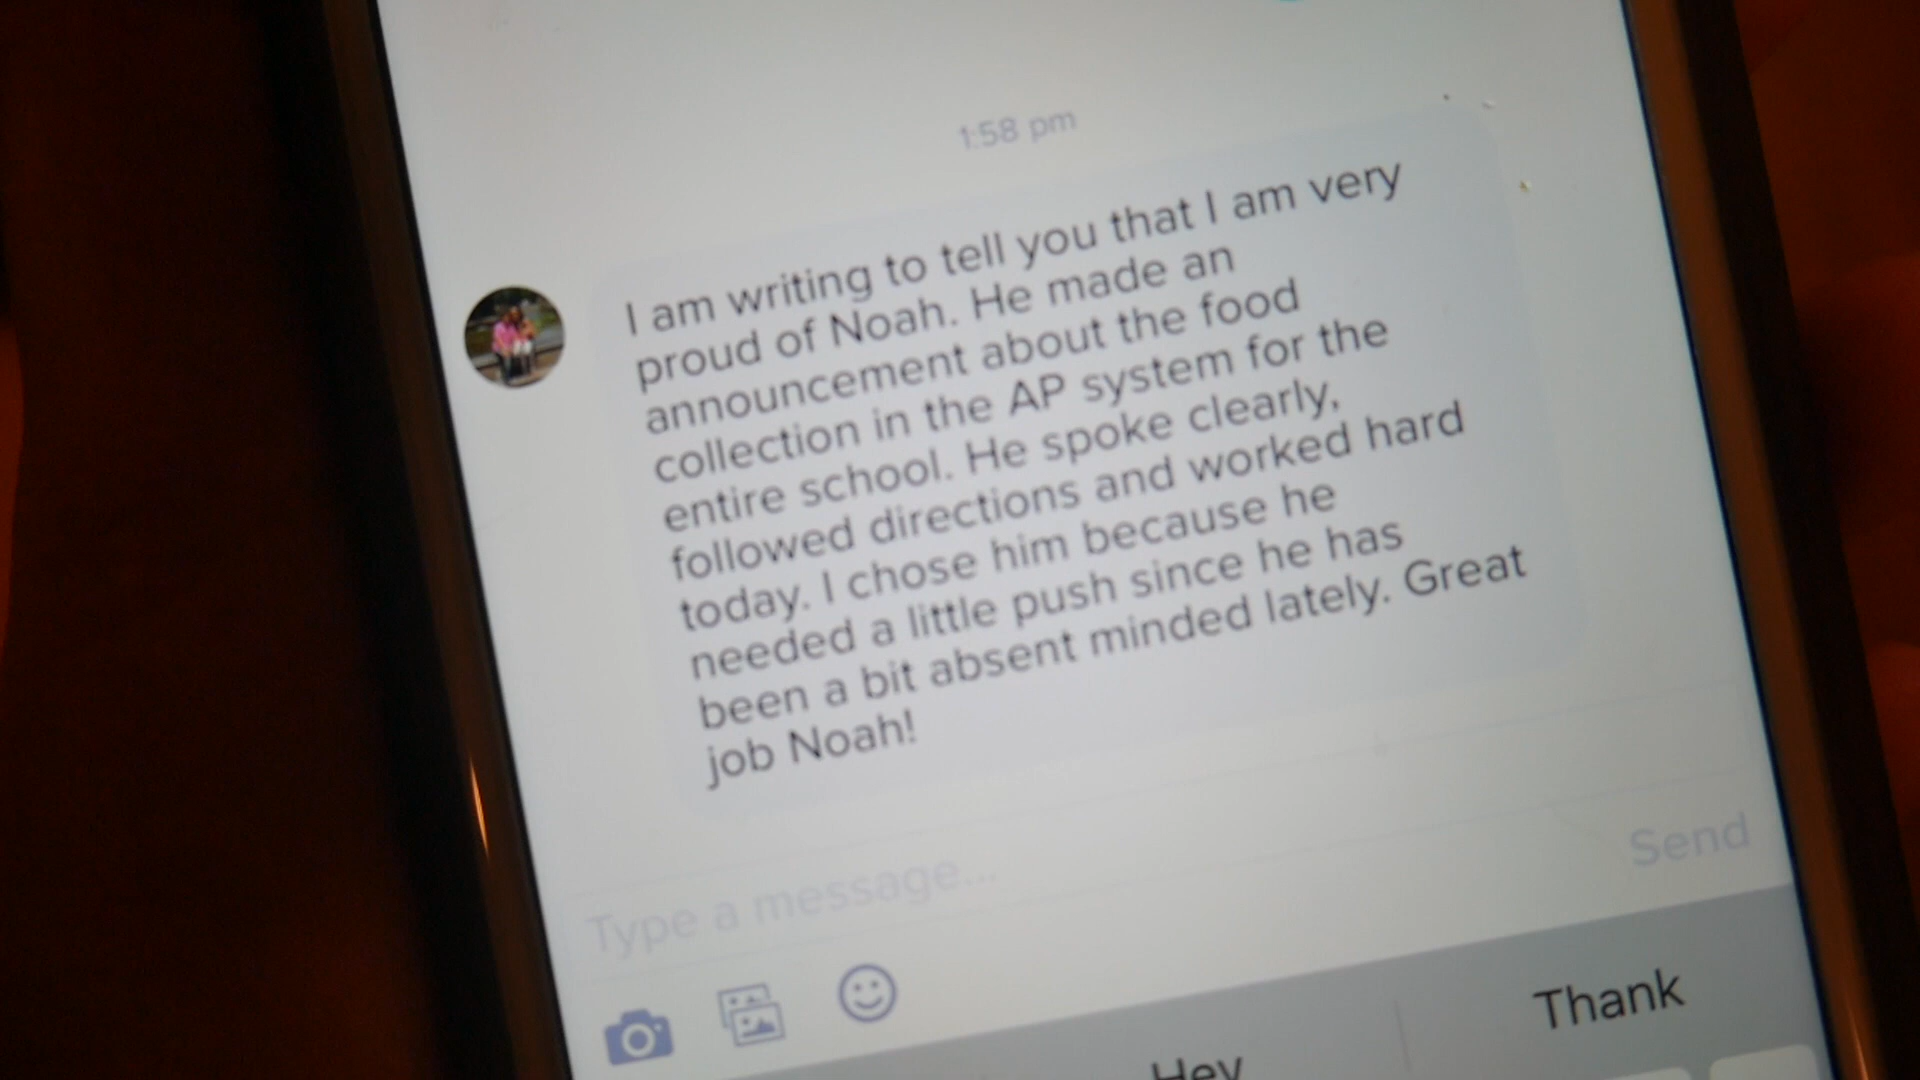 1:58 pm
I am writing to tell you that I am very
proud of Noah. He made an
announcement about the food
collection in the AP system for the
entire school. He spoke clearly,
followed directions and worked hard
today. I chose him because he
needed a little push since he has
been a bit absent minded lately. Great
job Noah!
Type a message...
Send
Hey
Thank